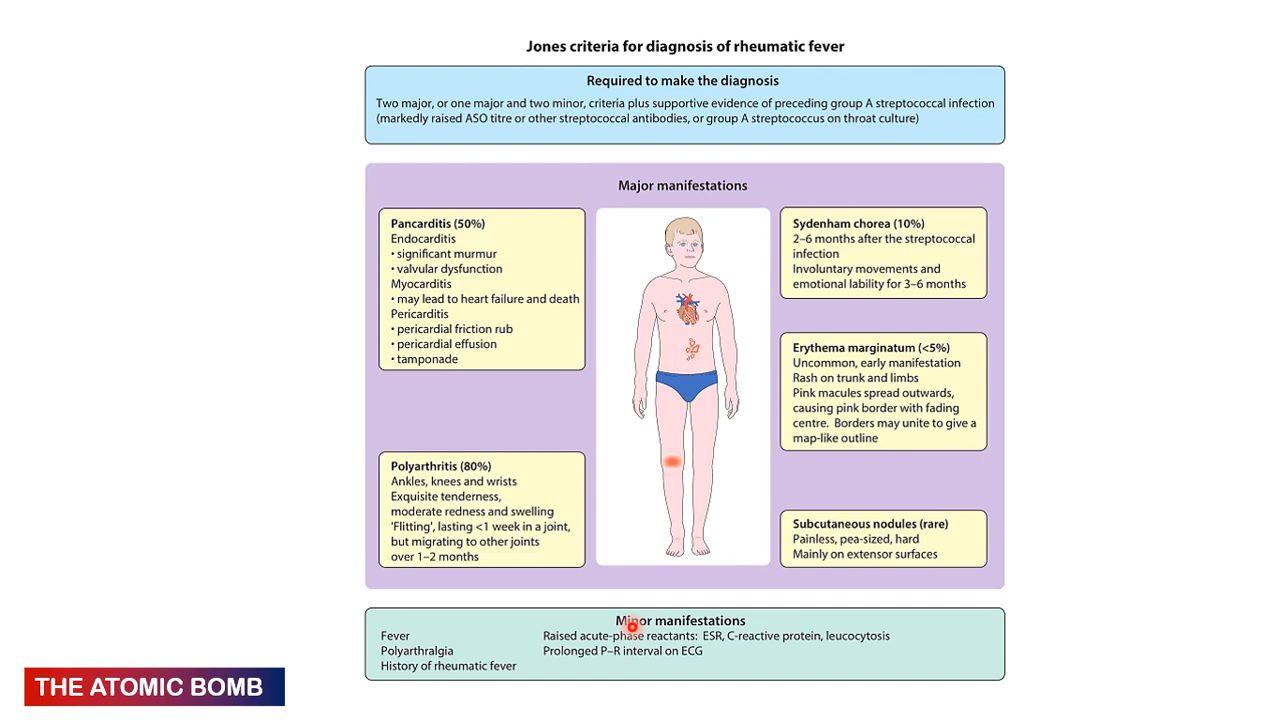 Jones criteria for diagnosis of rheumatic fever
Required to make the diagnosis
Two major, or one major and two minor, criteria plus supportive evidence of preceding group A streptococcal infection
(markedly raised ASO titre or other streptococcal antibodies, or group A streptococcus on throat culture)
Major manifestations
Pancarditis (50%)
Endocarditis
• significant murmur
• valvular dysfunction
Myocarditis
• may lead to heart failure and death
Pericarditis
• pericardial friction rub
• pericardial effusion
• tamponade
Polyarthritis (80%)
Ankles, knees and wrists
Exquisite tenderness,
moderate redness and swelling
'Flitting', lasting <1 week in a joint,
but migrating to other joints
over 1–2 months
Sydenham chorea (10%)
2–6 months after the streptococcal
infection
Involuntary movements and
emotional lability for 3–6 months
Erythema marginatum (<5%)
Uncommon, early manifestation
Rash on trunk and limbs
Pink macules spread outwards,
causing pink border with fading
centre. Borders may unite to give a
map-like outline
Subcutaneous nodules (rare)
Painless, pea-sized, hard
Mainly on extensor surfaces
Minor manifestations
Fever
Polyarthralgia
History of rheumatic fever
Raised acute-phase reactants: ESR, C-reactive protein, leucocytosis
Prolonged P–R interval on ECG
THE ATOMIC BOMB